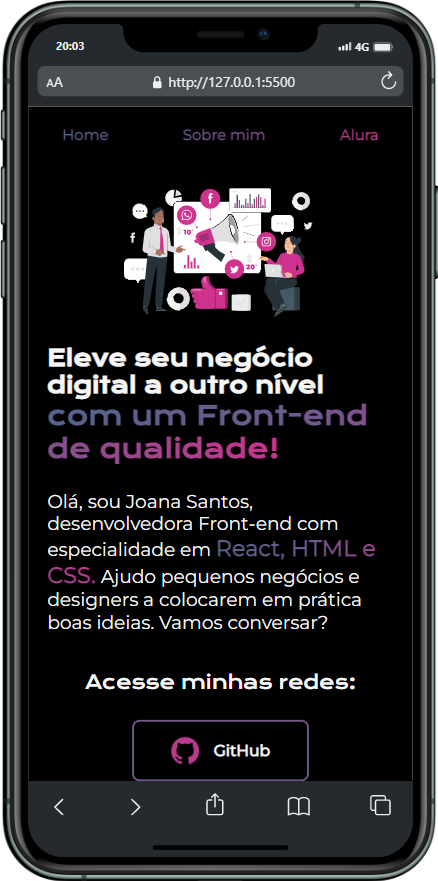 20:03
4G
AA
http://127.0.0.1:5500
Home
Sobre mim
Alura
10
20
Eleve seu negócio
digital a outro nível
com um Front-end
de qualidade!
Olá, sou Joana Santos,
desenvolvedora Front-end com
especialidade em React, HTML e
CSS. Ajudo pequenos negócios e
designers a colocarem em prática
boas ideias. Vamos conversar?
Acesse minhas redes:
GitHub